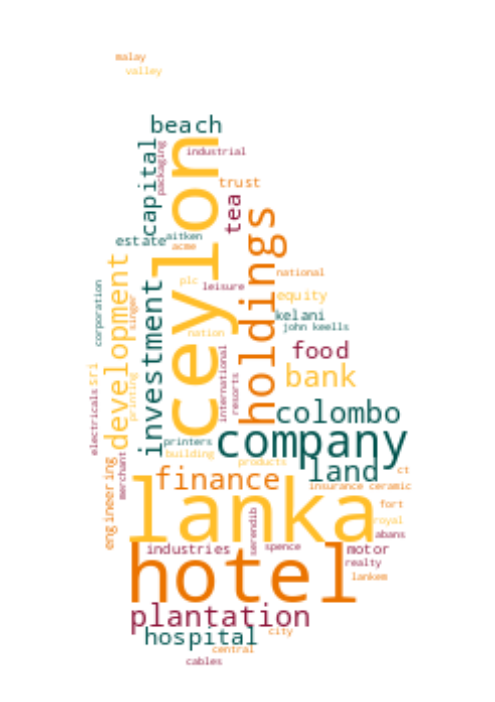 malay
valley
beach
capital
packaging
industrial
ceylon
trust
tea
holdings
estate
aitken
acme
development
investment
corporation
singer
plc
leisure
national
equity
nation
kelani
john keells
international
resorts
food
bank
sri
printing
electricals
colombo
company
printers
building
products
merchant
engineering
finance
land
ct
insurance
ceramic
lanka
fort
royal
abans
serendib
industries
spence
motor
realty
hotel
lankem
plantation
hospital
city
central
cables